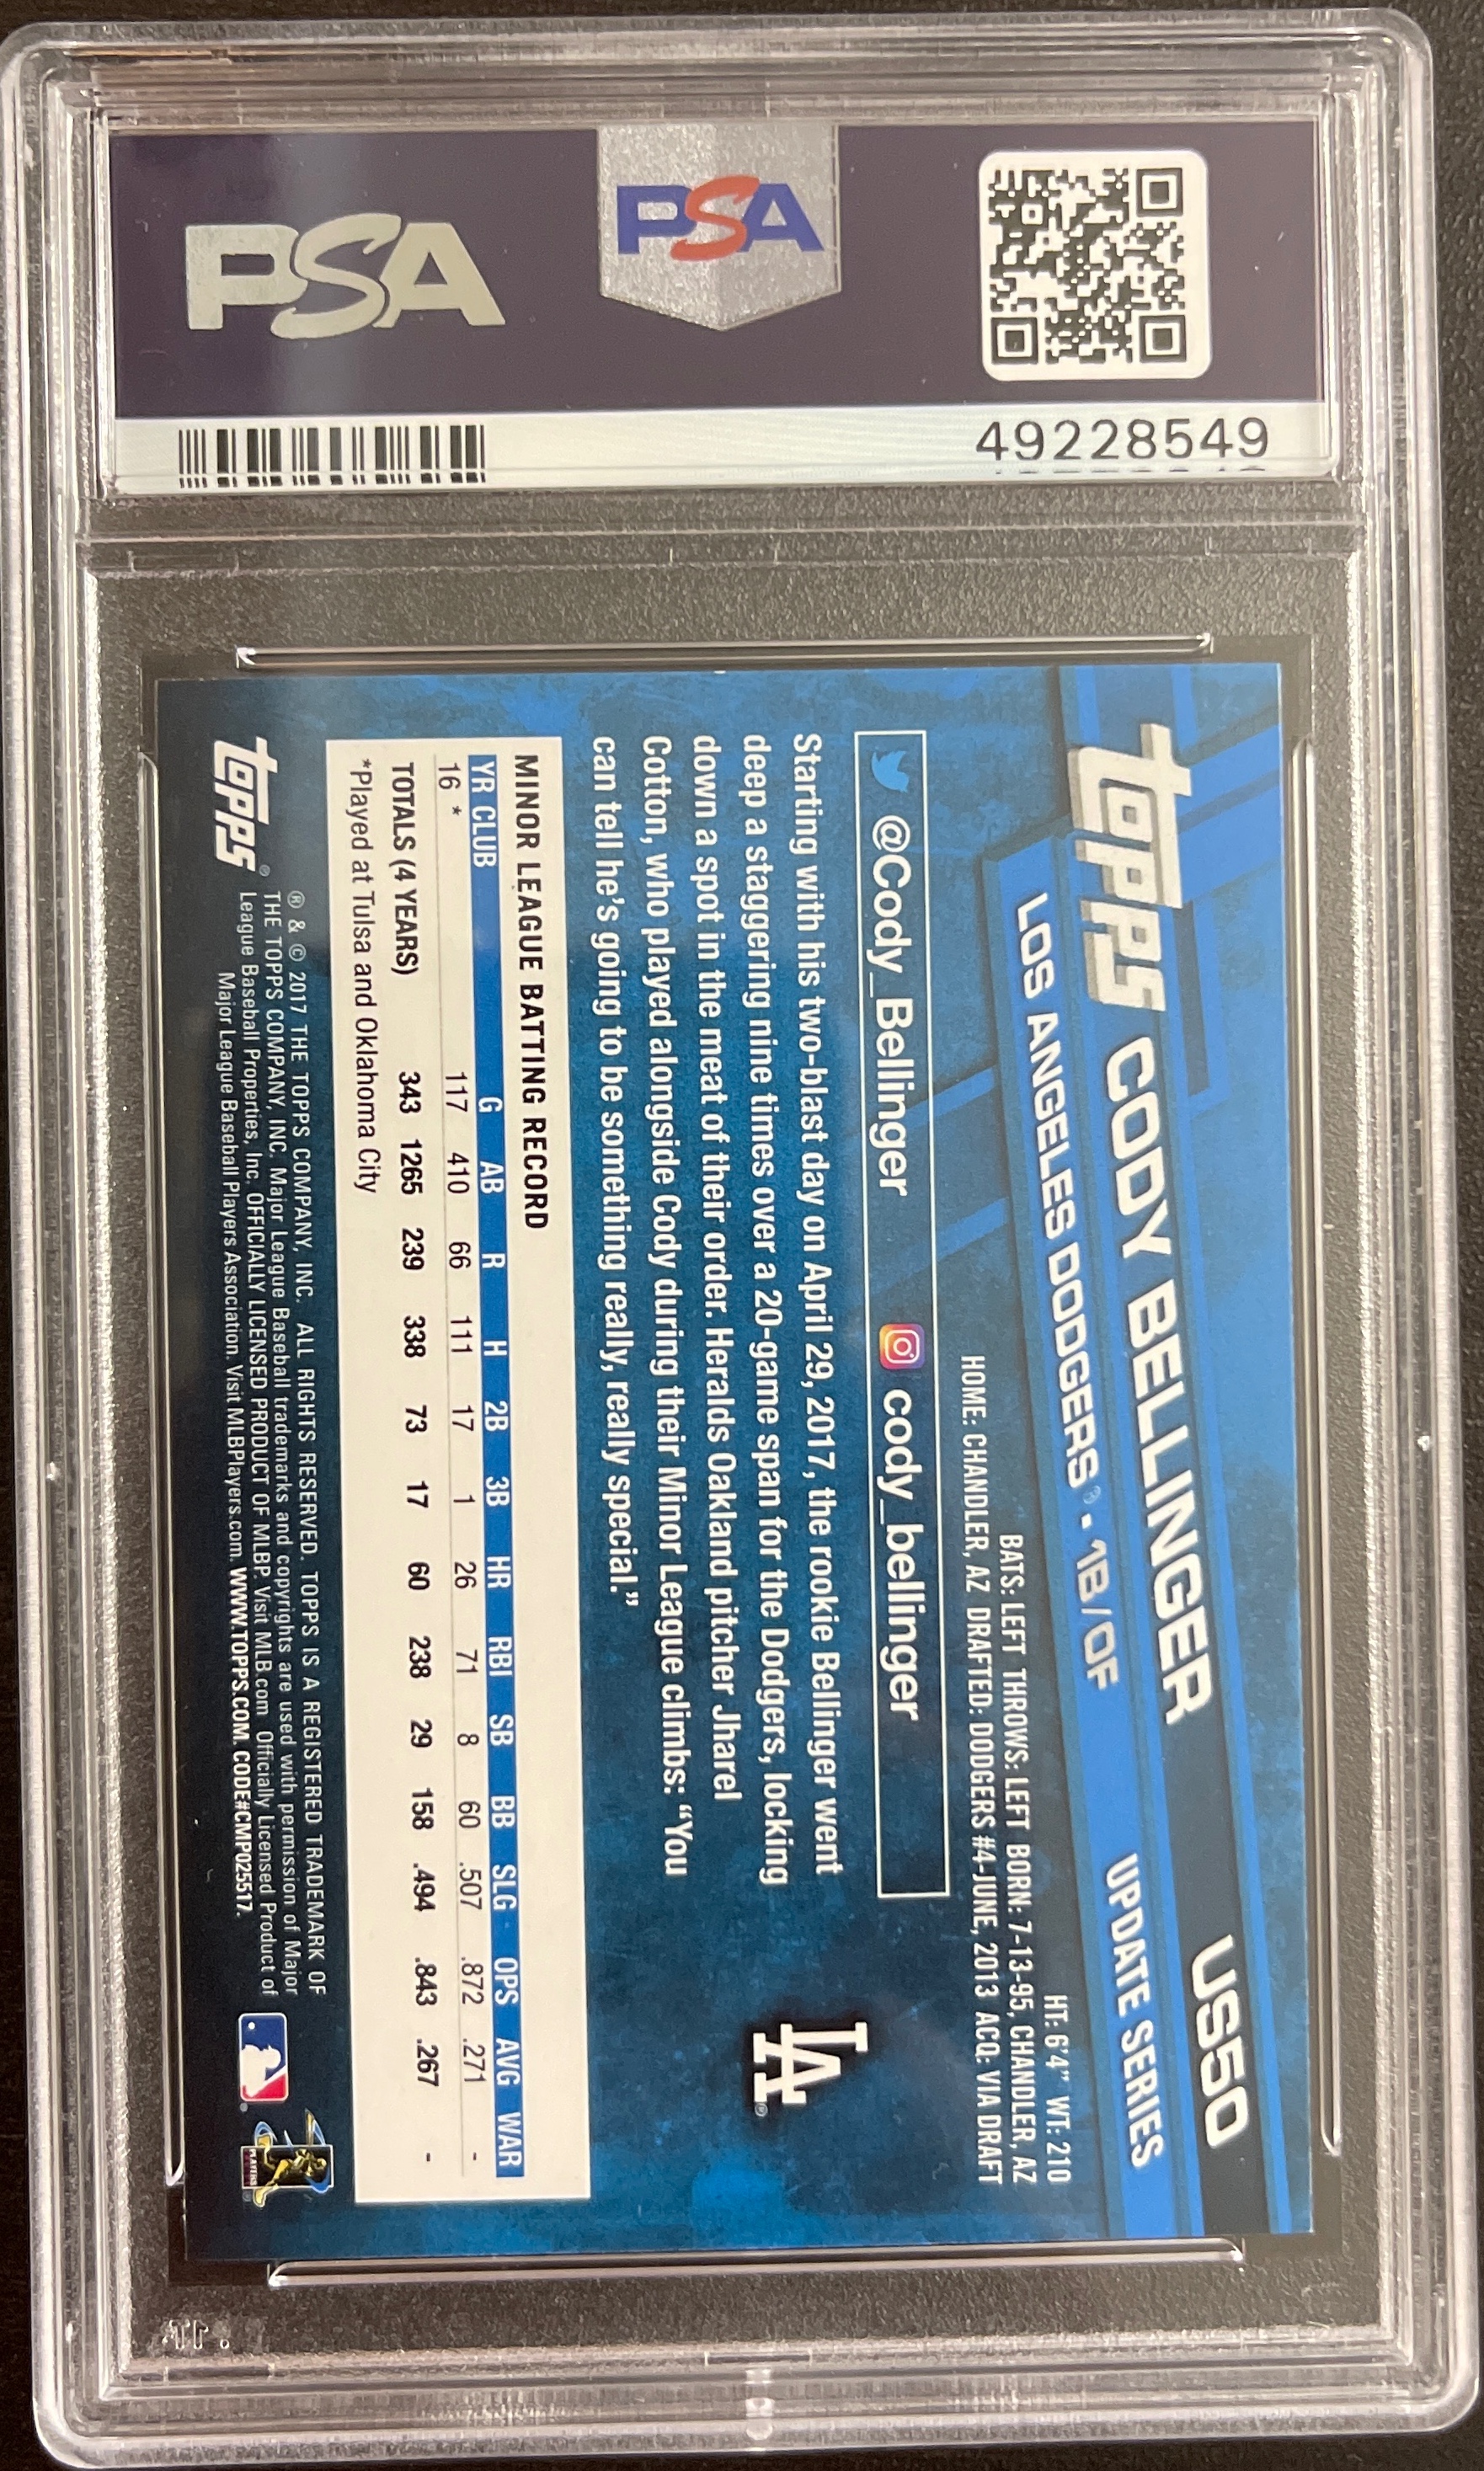 PSA
PSA
49228549
topps CODY BELLINGER US50
LOS ANGELES DODGERS® • 1B/OF UPDATE SERIES
HT: 6'4" WT: 210
BATS: LEFT THROWS: LEFT BORN: 7-13-95, CHANDLER, AZ
HOME: CHANDLER, AZ DRAFTED: DODGERS #4-JUNE, 2013 ACQ: VIA DRAFT
@Cody_Bellinger cody_bellinger
LA®
Starting with his two-blast day on April 29, 2017, the rookie Bellinger went
deep a staggering nine times over a 20-game span for the Dodgers, locking
down a spot in the meat of their order. Heralds Oakland pitcher Jharel
Cotton, who played alongside Cody during their Minor League climbs: “You
can tell he’s going to be something really, really special.”
MINOR LEAGUE BATTING RECORD
YR CLUB G AB R H 2B 3B HR RBI SB BB SLG OPS AVG WAR
16 * 117 410 66 111 17 1 26 71 8 60 .507 .872 .271 -
TOTALS (4 YEARS) 343 1265 239 338 73 17 60 238 29 158 .494 .843 .267 -
*Played at Tulsa and Oklahoma City
topps®
® & © 2017 THE TOPPS COMPANY, INC. ALL RIGHTS RESERVED. TOPPS IS A REGISTERED TRADEMARK OF
THE TOPPS COMPANY, INC. Major League Baseball trademarks and copyrights are used with permission of Major
League Baseball Properties, Inc. OFFICIALLY LICENSED PRODUCT OF MLBP. Visit MLB.com Officially Licensed Product of
Major League Baseball Players Association. Visit MLBPlayers.com. WWW.TOPPS.COM. CODE#CMP025517.
PLAYERS